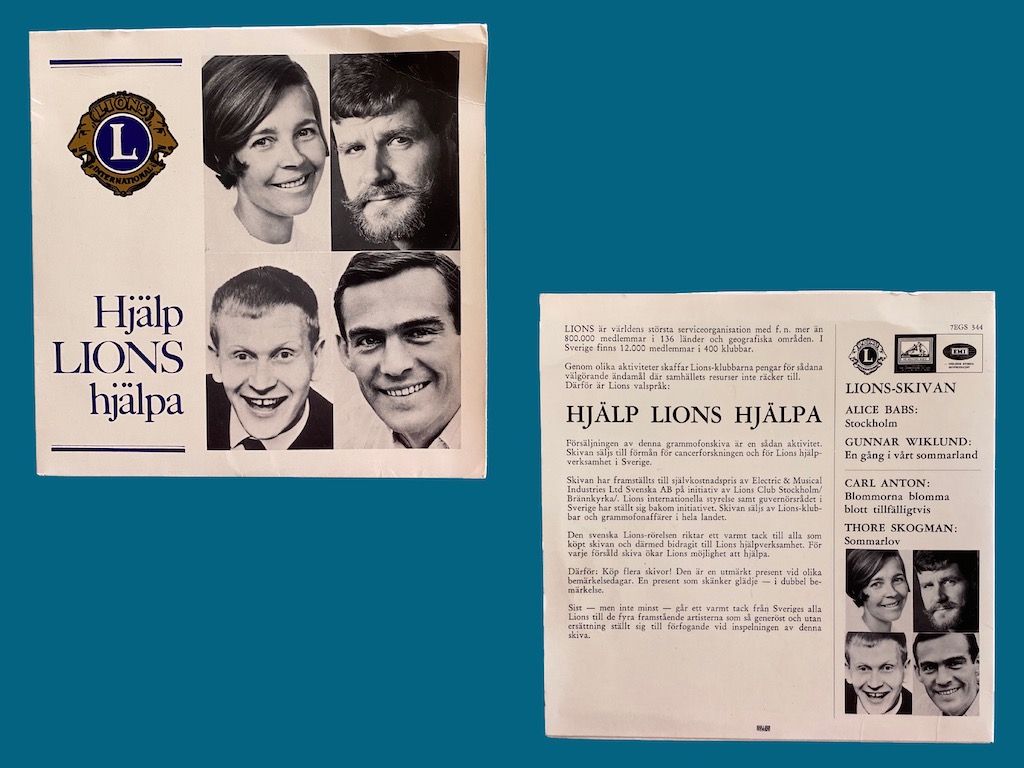 LIONS
L
INTERNATIONAL
Hjälp
LIONS
hjälpa
LIONS är världens största serviceorganisation med f. n. mer än
800.000 medlemmar i 136 länder och geografiska områden. I
Sverige finns 12.000 medlemmar i 400 klubbar.
Genom olika aktiviteter skaffar Lions-klubbarna pengar för sådana
välgörande ändamål där samhällets resurser inte räcker till.
Därför är Lions valspråk:
HJÄLP LIONS HJÄLPA
Försäljningen av denna grammofonskiva är en sådan aktivitet.
Skivan säljs till förmån för cancerforskningen och för Lions hjälp-
verksamhet i Sverige.
Skivan har framställts till självkostnadspris av Electric & Musical
Industries Ltd Svenska AB på initiativ av Lions Club Stockholm/
Brännkyrka/. Lions internationella styrelse samt guvernörsrådet i
Sverige har ställt sig bakom initiativet. Skivan säljs av Lions-klub-
bar och grammofonaffärer i hela landet.
Den svenska Lions-rörelsen riktar ett varmt tack till alla som
köpt skivan och därmed bidragit till Lions hjälpverksamhet. För
varje försåld skiva ökar Lions möjlighet att hjälpa.
Därför: Köp flera skivor! Den är en utmärkt present vid olika
bemärkelsedagar. En present som skänker glädje — i dubbel be-
märkelse.
Sist — men inte minst — går ett varmt tack från Sveriges alla
Lions till de fyra framstående artisterna som så generöst och utan
ersättning ställt sig till förfogande vid inspelningen av denna
skiva.
7EGS 344
LIONS
L
EMI
LIONS-SKIVAN
ALICE BABS:
Stockholm
GUNNAR WIKLUND:
En gång i vårt sommarland
CARL ANTON:
Blommorna blomma
blott tillfälligtvis
THORE SKOGMAN:
Sommarlov